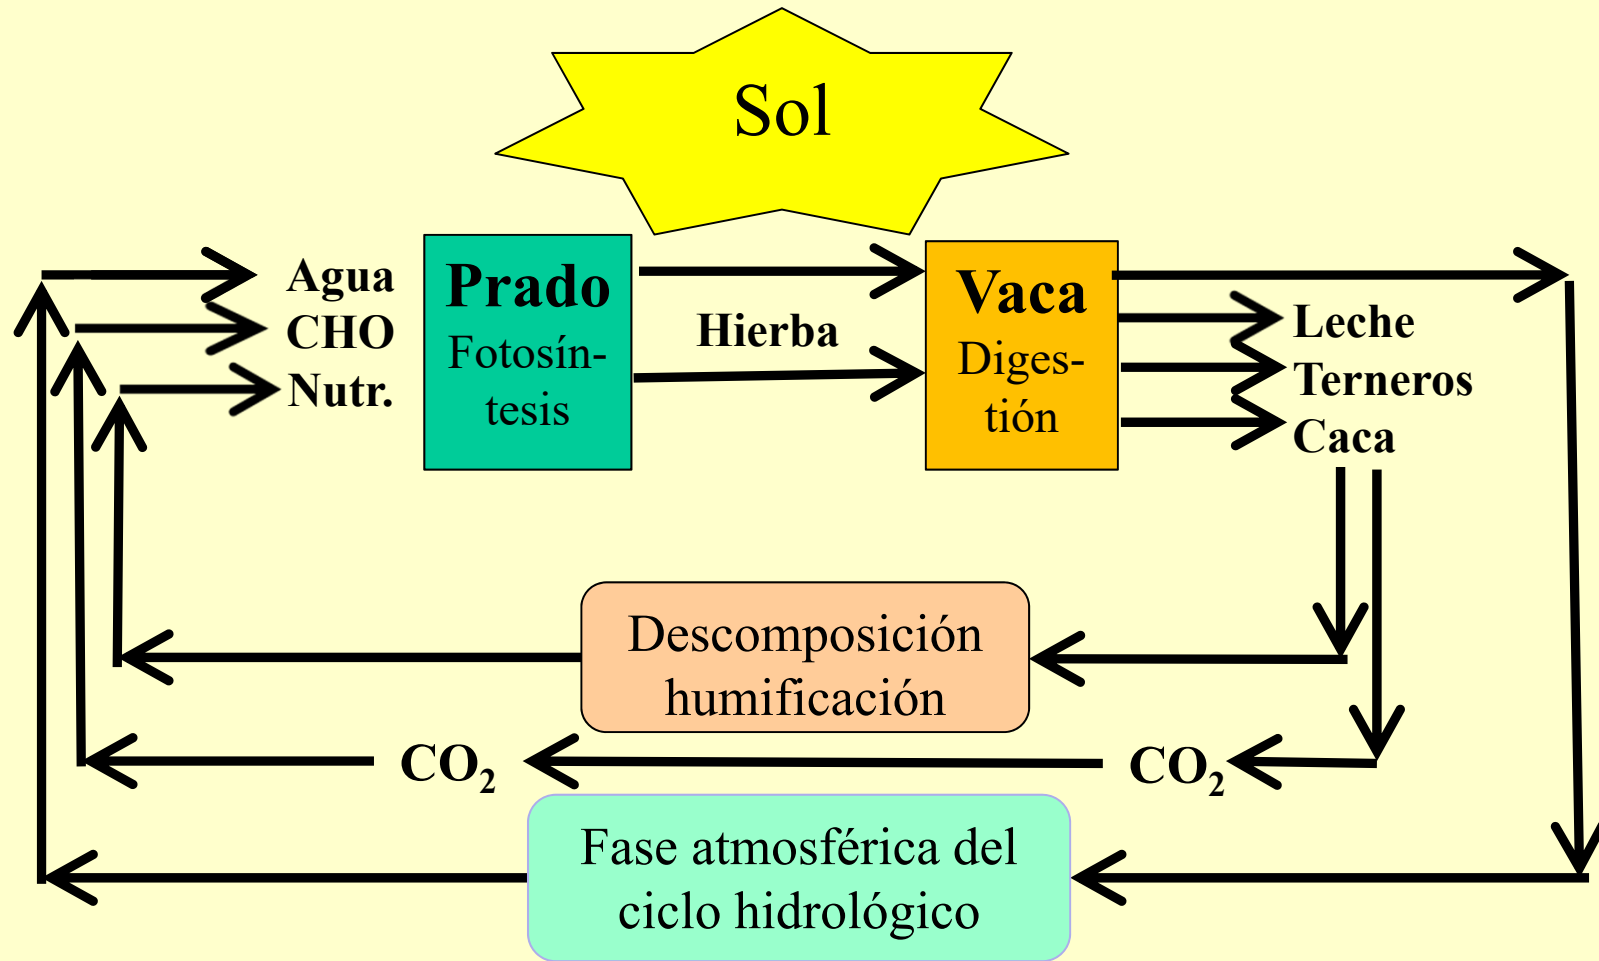 Sol
Agua
CHO
Nutr.
Prado
Fotosín-
tesis
Hierba
Vaca
Diges-
tión
Leche
Terneros
Caca
Descomposición
humificación
CO₂
CO₂
Fase atmosférica del
ciclo hidrológico